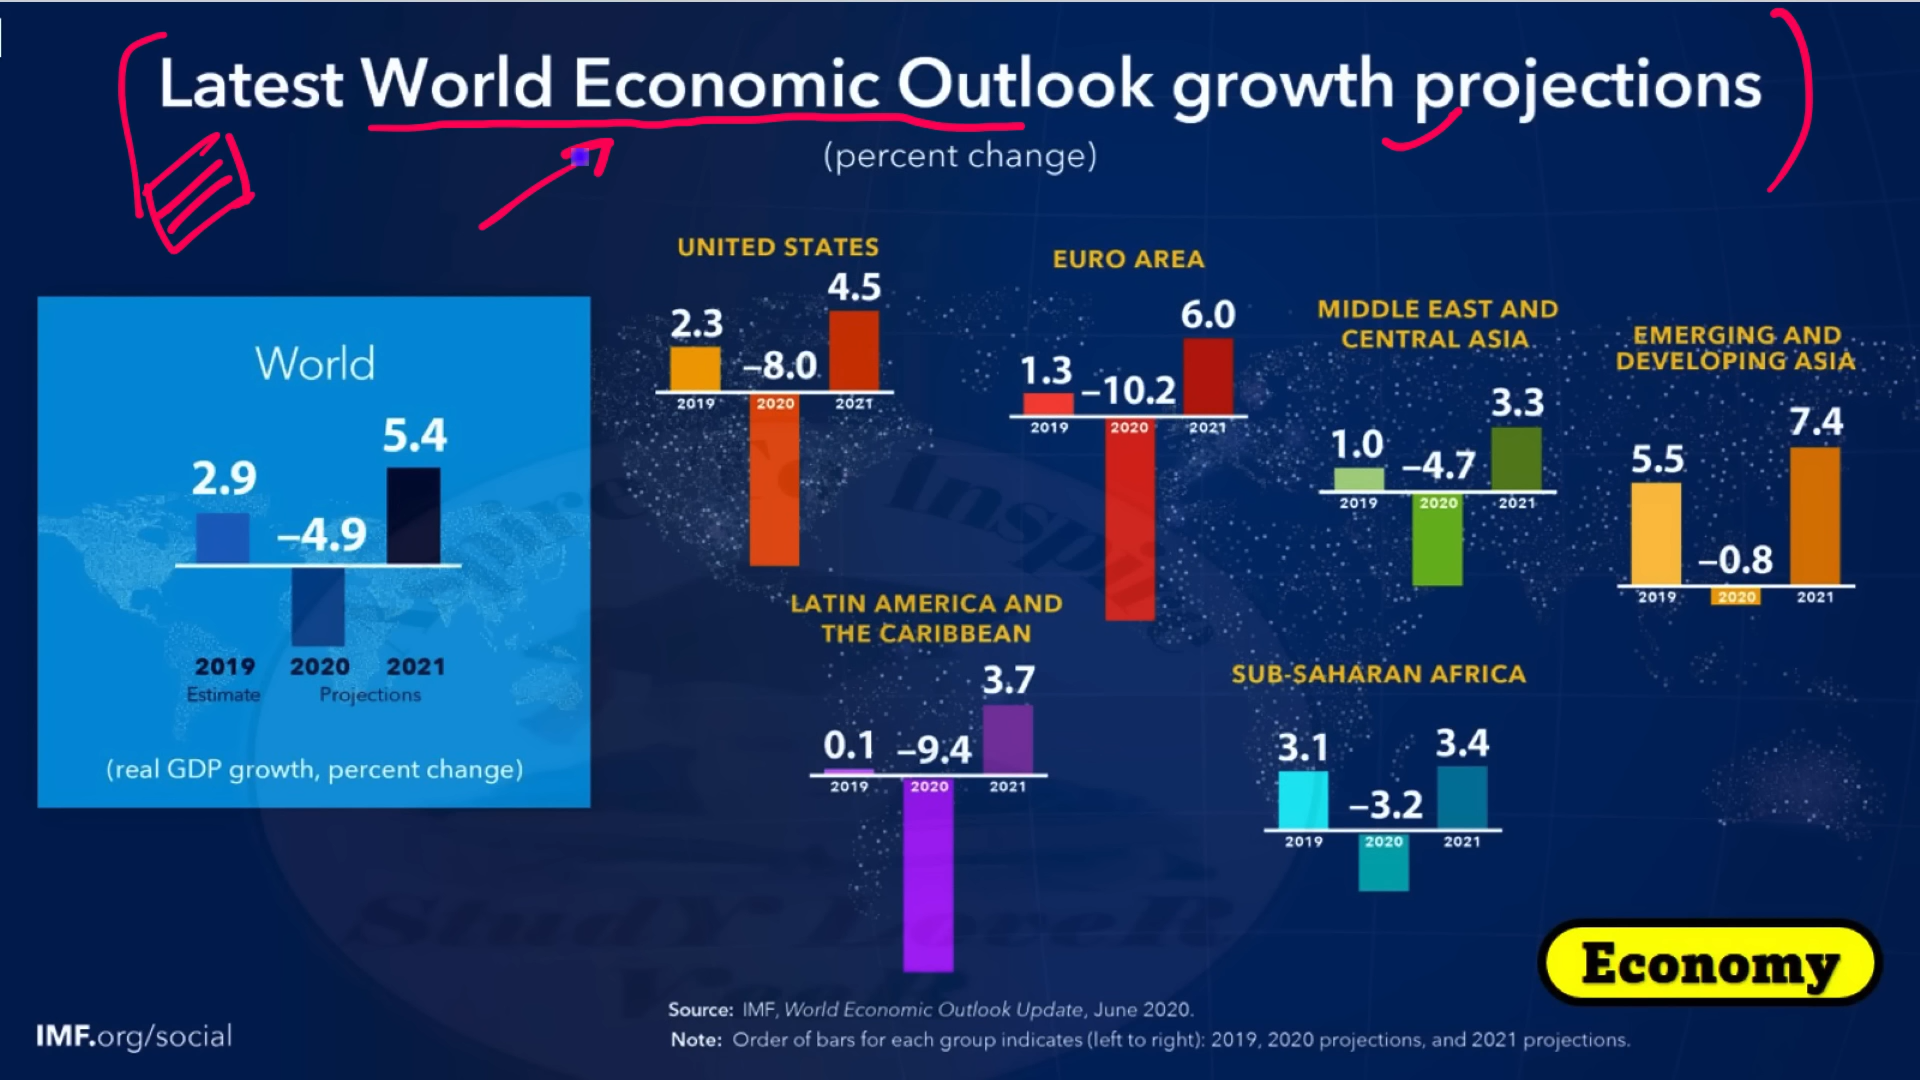 Latest World Economic Outlook growth projections
(percent change)
World
2.9
–4.9
5.4
2019 2020 2021
Estimate Projections
(real GDP growth, percent change)
UNITED STATES
2.3
–8.0
4.5
2019 2020 2021
EURO AREA
1.3
–10.2
6.0
2019 2020 2021
MIDDLE EAST AND
CENTRAL ASIA
1.0
–4.7
3.3
2019 2020 2021
EMERGING AND
DEVELOPING ASIA
5.5
–0.8
7.4
2019 2020 2021
LATIN AMERICA AND
THE CARIBBEAN
0.1
–9.4
3.7
2019 2020 2021
SUB-SAHARAN AFRICA
3.1
–3.2
3.4
2019 2020 2021
StudY LoveR
VeeR
Economy
IMF.org/social
Source: IMF, World Economic Outlook Update, June 2020.
Note: Order of bars for each group indicates (left to right): 2019, 2020 projections, and 2021 projections.